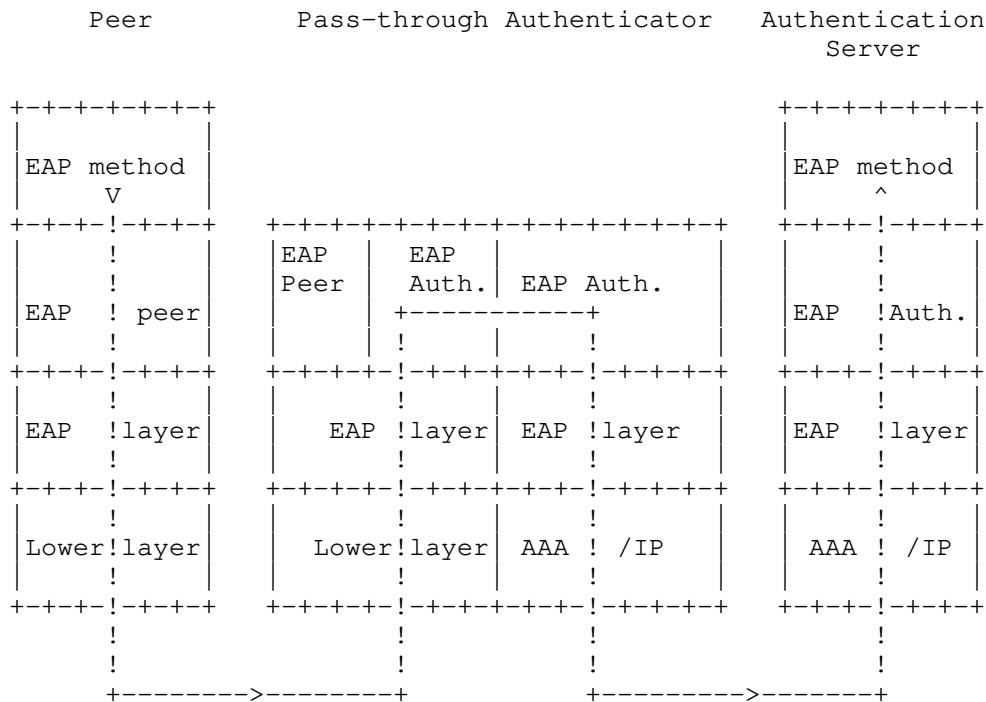 Peer         Pass-through Authenticator   Authentication
                                              Server

+-+-+-+-+-+-+                                   +-+-+-+-+-+-+
|           |                                   |           |
|EAP method |                                   |EAP method |
|     V     |                                   |     ^     |
+-+-+-!-+-+-+   +-+-+-+-+-+-+-+-+-+-+-+-+-+-+   +-+-+-!-+-+-+
|     !     |   |EAP  |  EAP  |             |   |     !     |
|     !     |   |Peer |  Auth.| EAP Auth.   |   |     !     |
|EAP  ! peer|   |     | +-----------+       |   |EAP  !Auth.|
|     !     |   |     | !     |     !       |   |     !     |
+-+-+-!-+-+-+   +-+-+-+-!-+-+-+-+-+-!-+-+-+-+   +-+-+-!-+-+-+
|     !     |   |       !     |     !       |   |     !     |
|EAP  !layer|   |   EAP !layer| EAP !layer  |   |EAP  !layer|
|     !     |   |       !     |     !       |   |     !     |
+-+-+-!-+-+-+   +-+-+-+-!-+-+-+-+-+-!-+-+-+-+   +-+-+-!-+-+-+
|     !     |   |       !     |     !       |   |     !     |
|Lower!layer|   |  Lower!layer| AAA ! /IP   |   | AAA ! /IP |
|     !     |   |       !     |     !       |   |     !     |
+-+-+-!-+-+-+   +-+-+-+-!-+-+-+-+-+-!-+-+-+-+   +-+-+-!-+-+-+
      !                 !           !                 !
      !                 !           !                 !
      +-------->--------+           +--------->-------+